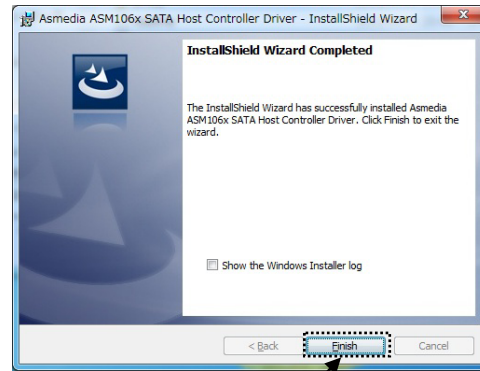 Asmedia ASM106x SATA Host Controller Driver - InstallShield Wizard
InstallShield Wizard Completed
The InstallShield Wizard has successfully installed Asmedia
ASM106x SATA Host Controller Driver. Click Finish to exit the
wizard.
Show the Windows Installer log
< Back
Finish
Cancel